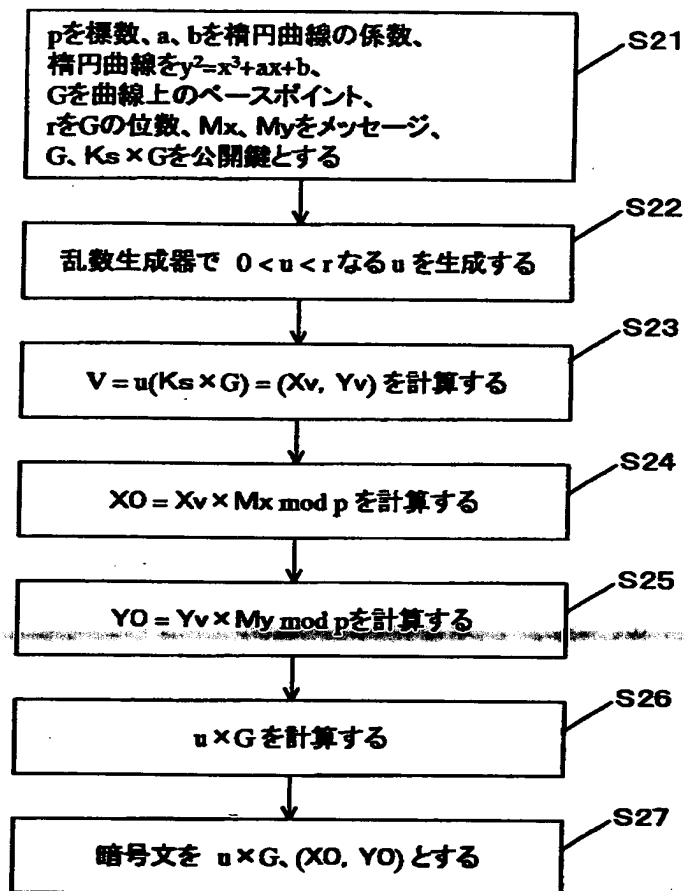 pを標数、a、bを楕円曲線の係数、
楕円曲線をy²=x³+ax+b、
Gを曲線上のベースポイント、
rをGの位数、Mx、Myをメッセージ、
G、Ks×Gを公開鍵とする
S21
乱数生成器で 0<u<rなるuを生成する
S22
V=u(Ks×G)=(Xv, Yv)を計算する
S23
X0=Xv×Mx mod pを計算する
S24
Y0=Yv×My mod pを計算する
S25
u×Gを計算する
S26
暗号文を u×G、(X0, Y0)とする
S27